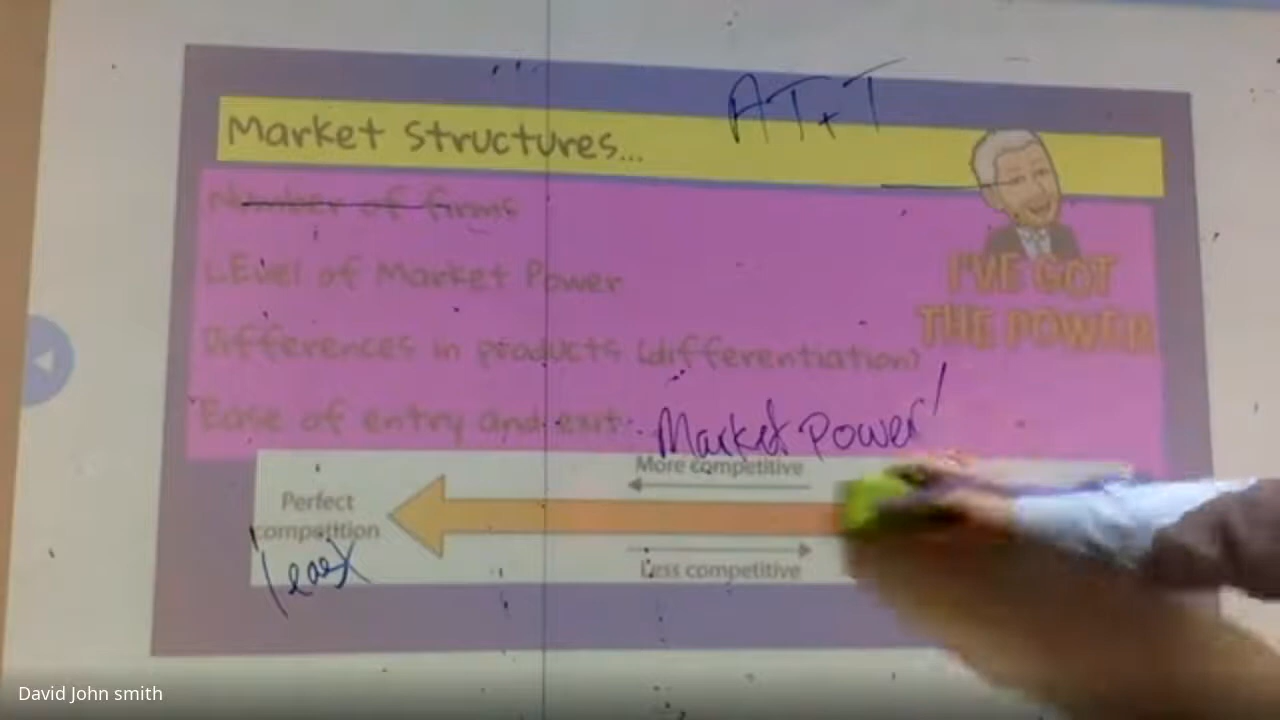 AT+T
Market Structures...
Number of firms
I'VE GOT
THE POWER
LEvel of Market Power
Differences in products (differentiation)
Ease of entry and exit
Market Power
More competitive
Perfect
competition
least
Less competitive
David John smith